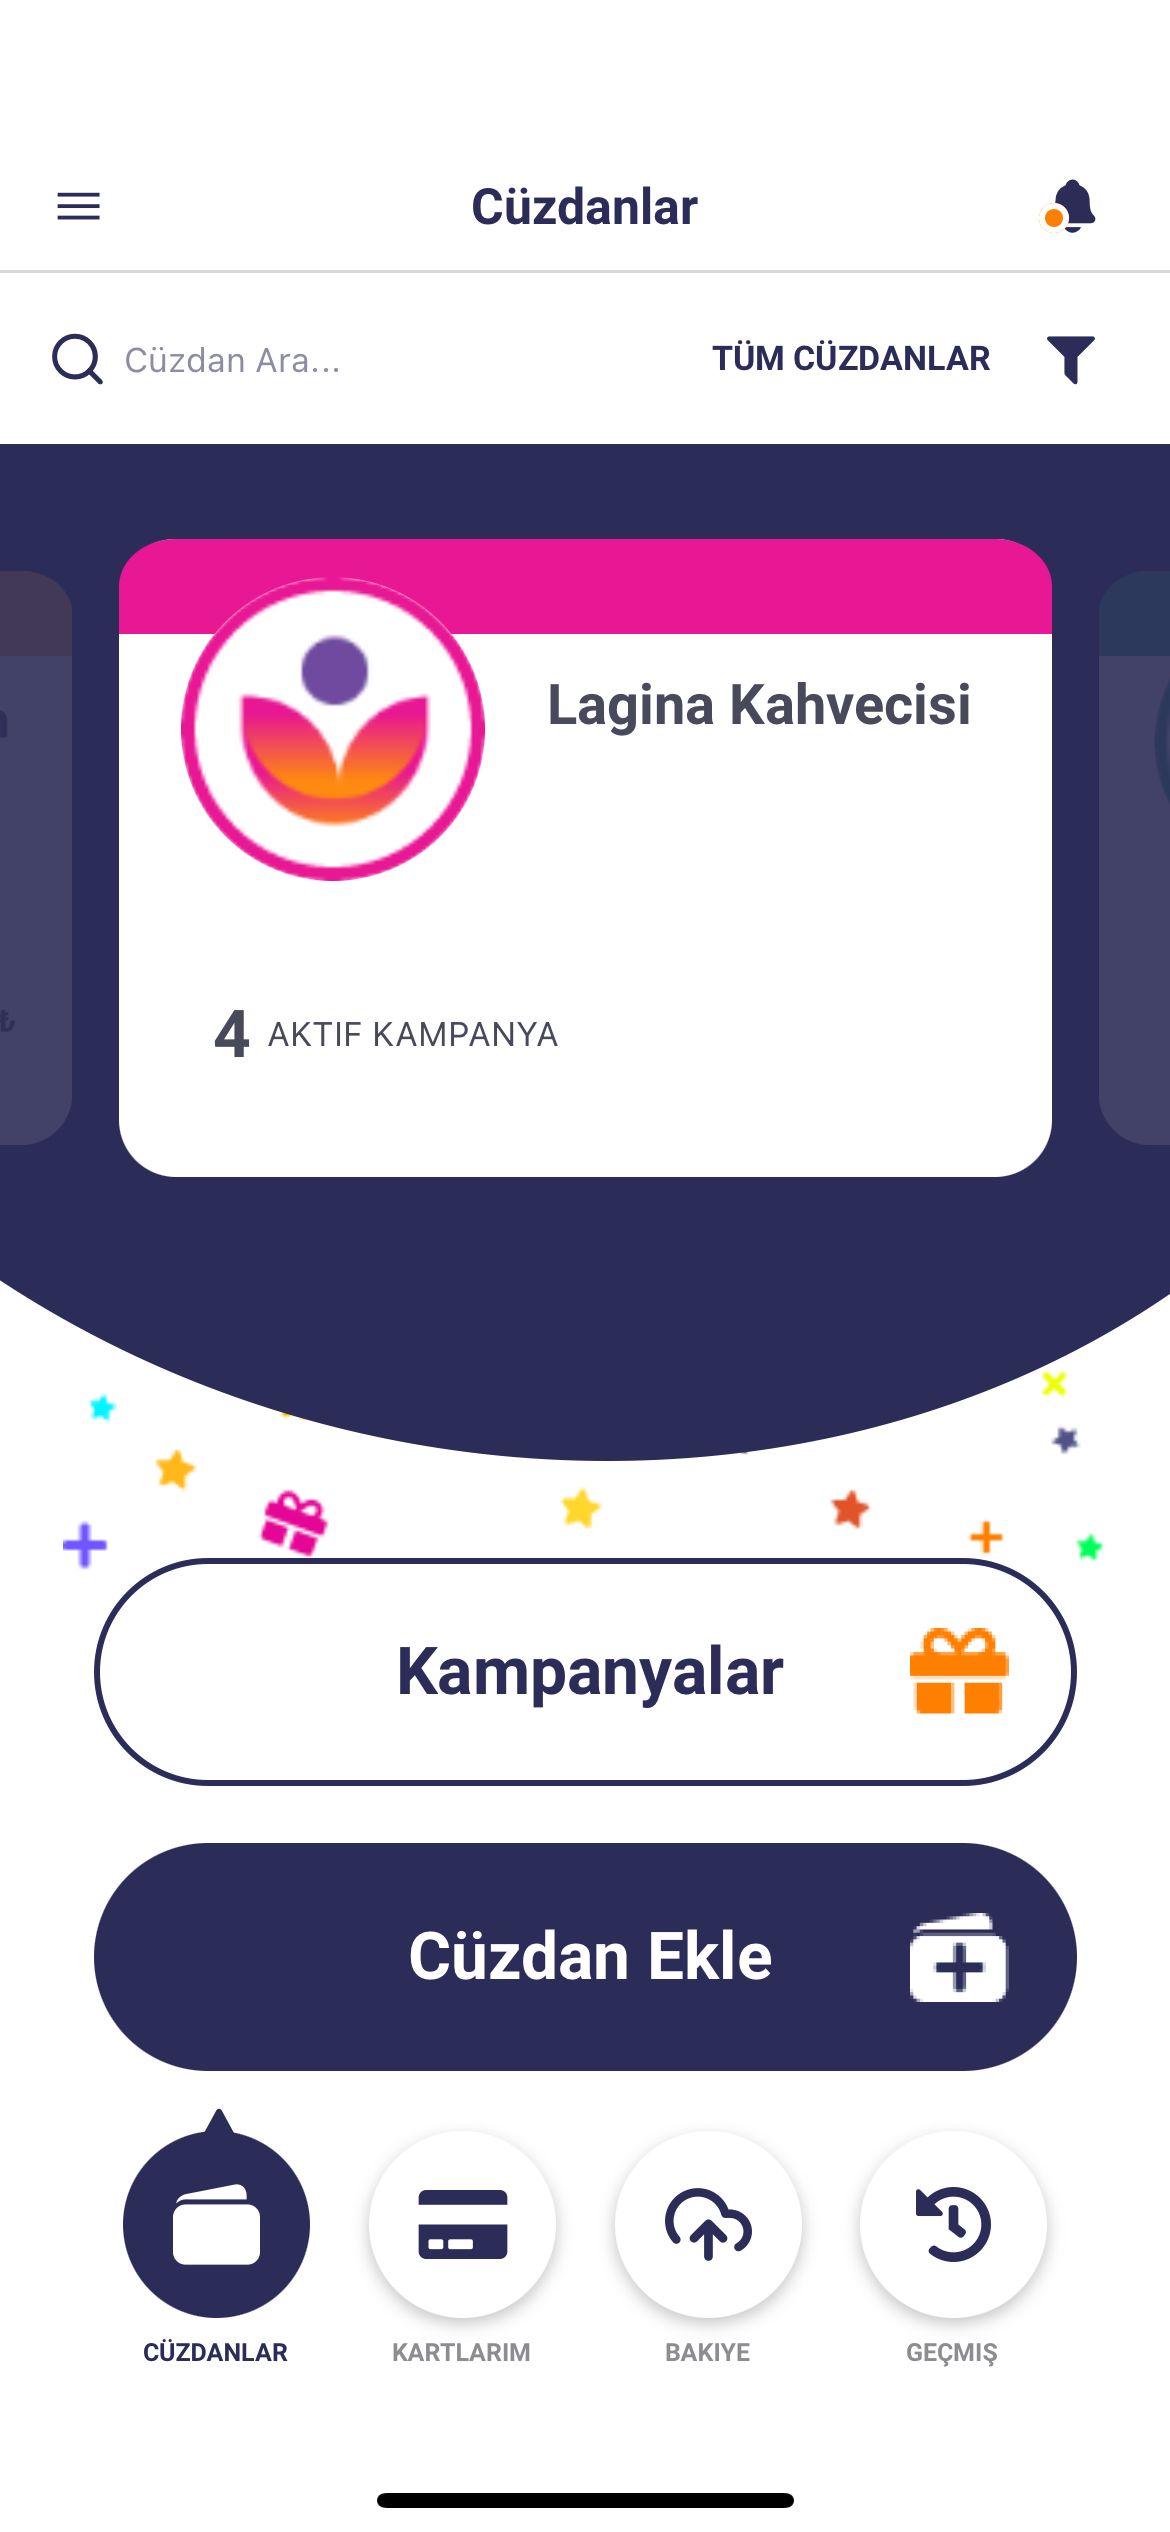 Cüzdanlar
Cüzdan Ara...
TÜM CÜZDANLAR
Lagina Kahvecisi
₺
4 AKTIF KAMPANYA
Kampanyalar
Cüzdan Ekle
CÜZDANLAR
KARTLARIM
BAKIYE
GEÇMIŞ